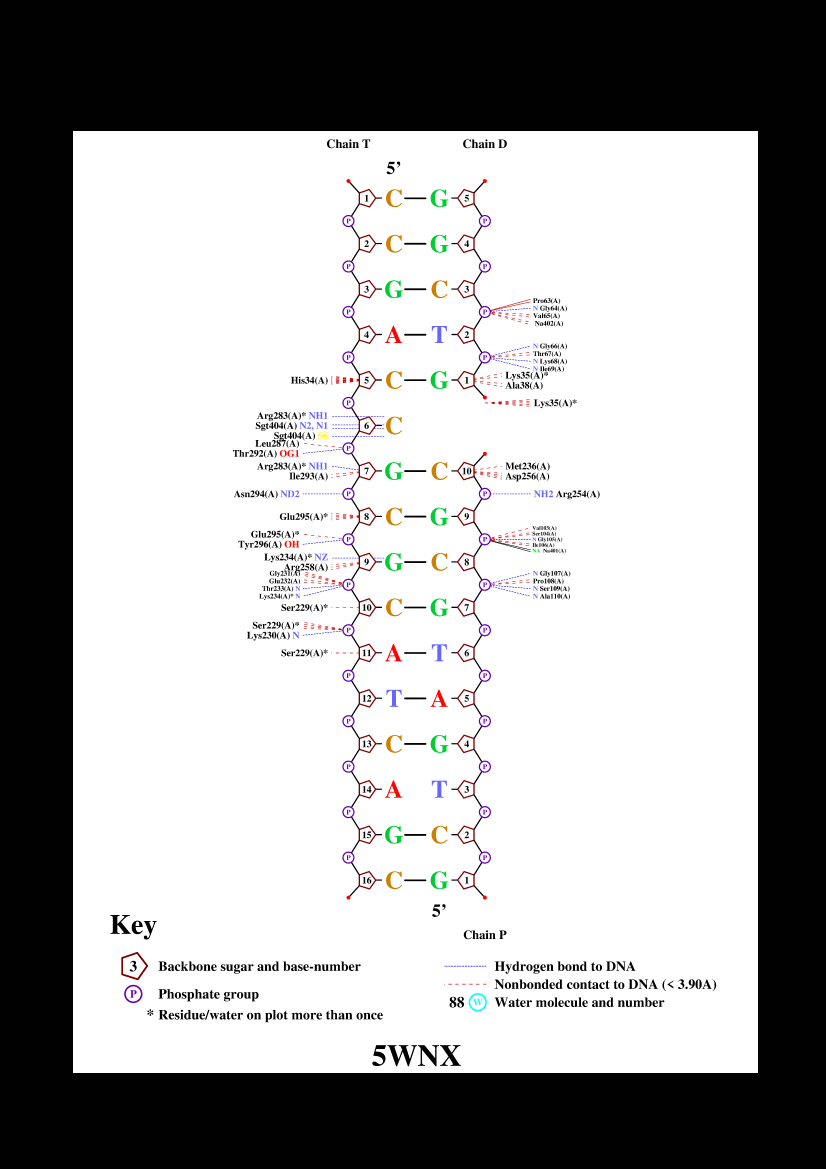 Chain T Chain D
5’
1 C G 5
P P
2 C G 4
P P
3 G C 3
Pro63(A)
N Gly64(A)
P P
Val65(A)
Na402(A)
4 A T 2
N Gly66(A)
Thr67(A)
P P
N Lys68(A)
N Ile69(A)
Lys35(A)*
His34(A) 5 C G 1
Ala38(A)
P Lys35(A)*
Arg283(A)* NH1
Sgt404(A) N2, N1 6 C
Sgt404(A) S6
Leu287(A)
P
Thr292(A) OG1
Arg283(A)* NH1 Met236(A)
7 G C 10
Ile293(A) Asp256(A)
Asn294(A) ND2 P P NH2 Arg254(A)
Glu295(A)* 8 C G 9
Val103(A)
Glu295(A)* Ser104(A)
P P N Gly105(A)
Tyr296(A) OH Ile106(A)
NA Na401(A)
Lys234(A)* NZ
9 G C 8
Arg258(A)
Gly231(A) N Gly107(A)
Glu232(A) Pro108(A)
P P
Thr233(A) N N Ser109(A)
Lys234(A)* N N Ala110(A)
Ser229(A)* 10 C G 7
Ser229(A)*
P P
Lys230(A) N
Ser229(A)* 11 A T 6
P P
12 T A 5
P P
13 C G 4
P P
14 A T 3
P P
15 G C 2
P P
16 C G 1
5’
Key
Chain P
3 Backbone sugar and base-number
P Phosphate group
* Residue/water on plot more than once
Hydrogen bond to DNA
Nonbonded contact to DNA (< 3.90A)
88 W Water molecule and number
5WNX